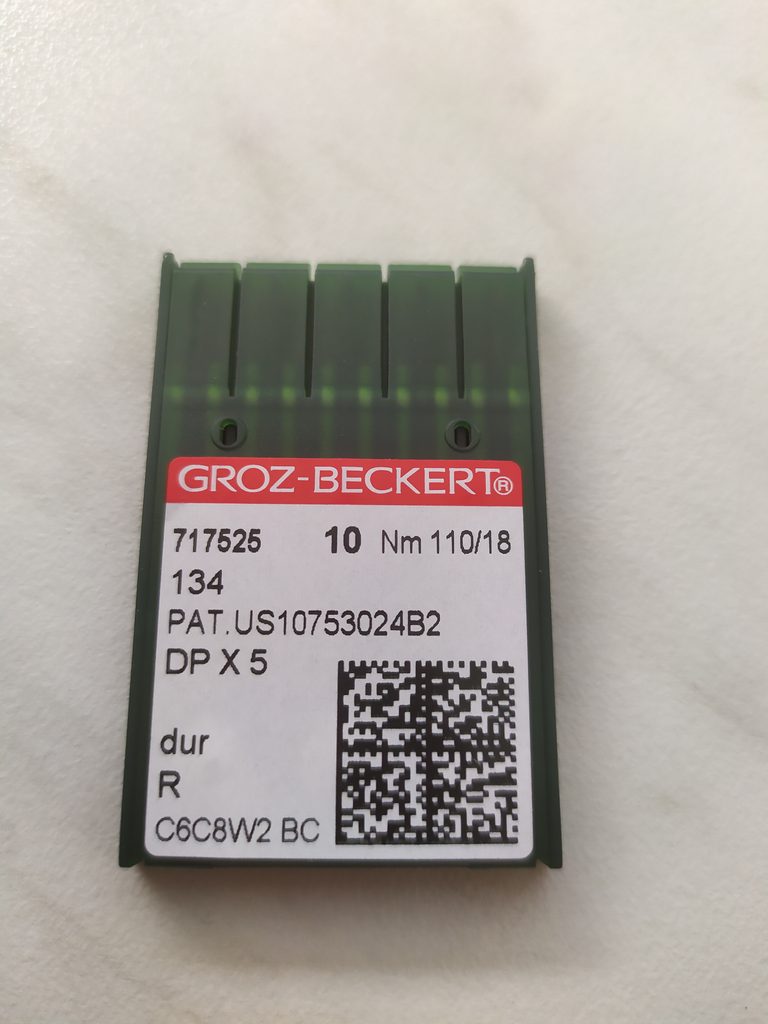 GROZ-BECKERT®
717525 10 Nm 110/18
134
PAT.US10753024B2
DP X 5
dur
R
C6C8W2 BC